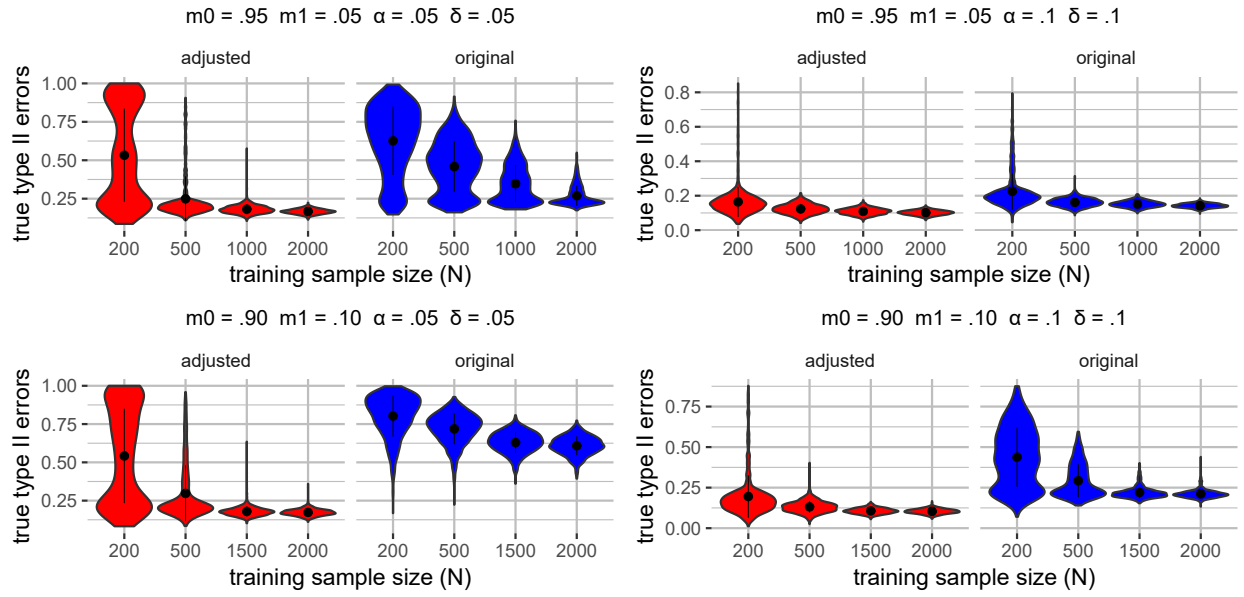 m0 = .95 m1 = .05 α = .05 δ = .05
adjusted original
true type II errors
1.00
0.75
0.50
0.25
200 500 1000 2000 200 500 1000 2000
training sample size (N)
m0 = .95 m1 = .05 α = .1 δ = .1
adjusted original
true type II errors
0.8
0.6
0.4
0.2
0.0
200 500 1000 2000 200 500 1000 2000
training sample size (N)
m0 = .90 m1 = .10 α = .05 δ = .05
adjusted original
true type II errors
1.00
0.75
0.50
0.25
200 500 1500 2000 200 500 1500 2000
training sample size (N)
m0 = .90 m1 = .10 α = .1 δ = .1
adjusted original
true type II errors
0.75
0.50
0.25
0.00
200 500 1500 2000 200 500 1500 2000
training sample size (N)